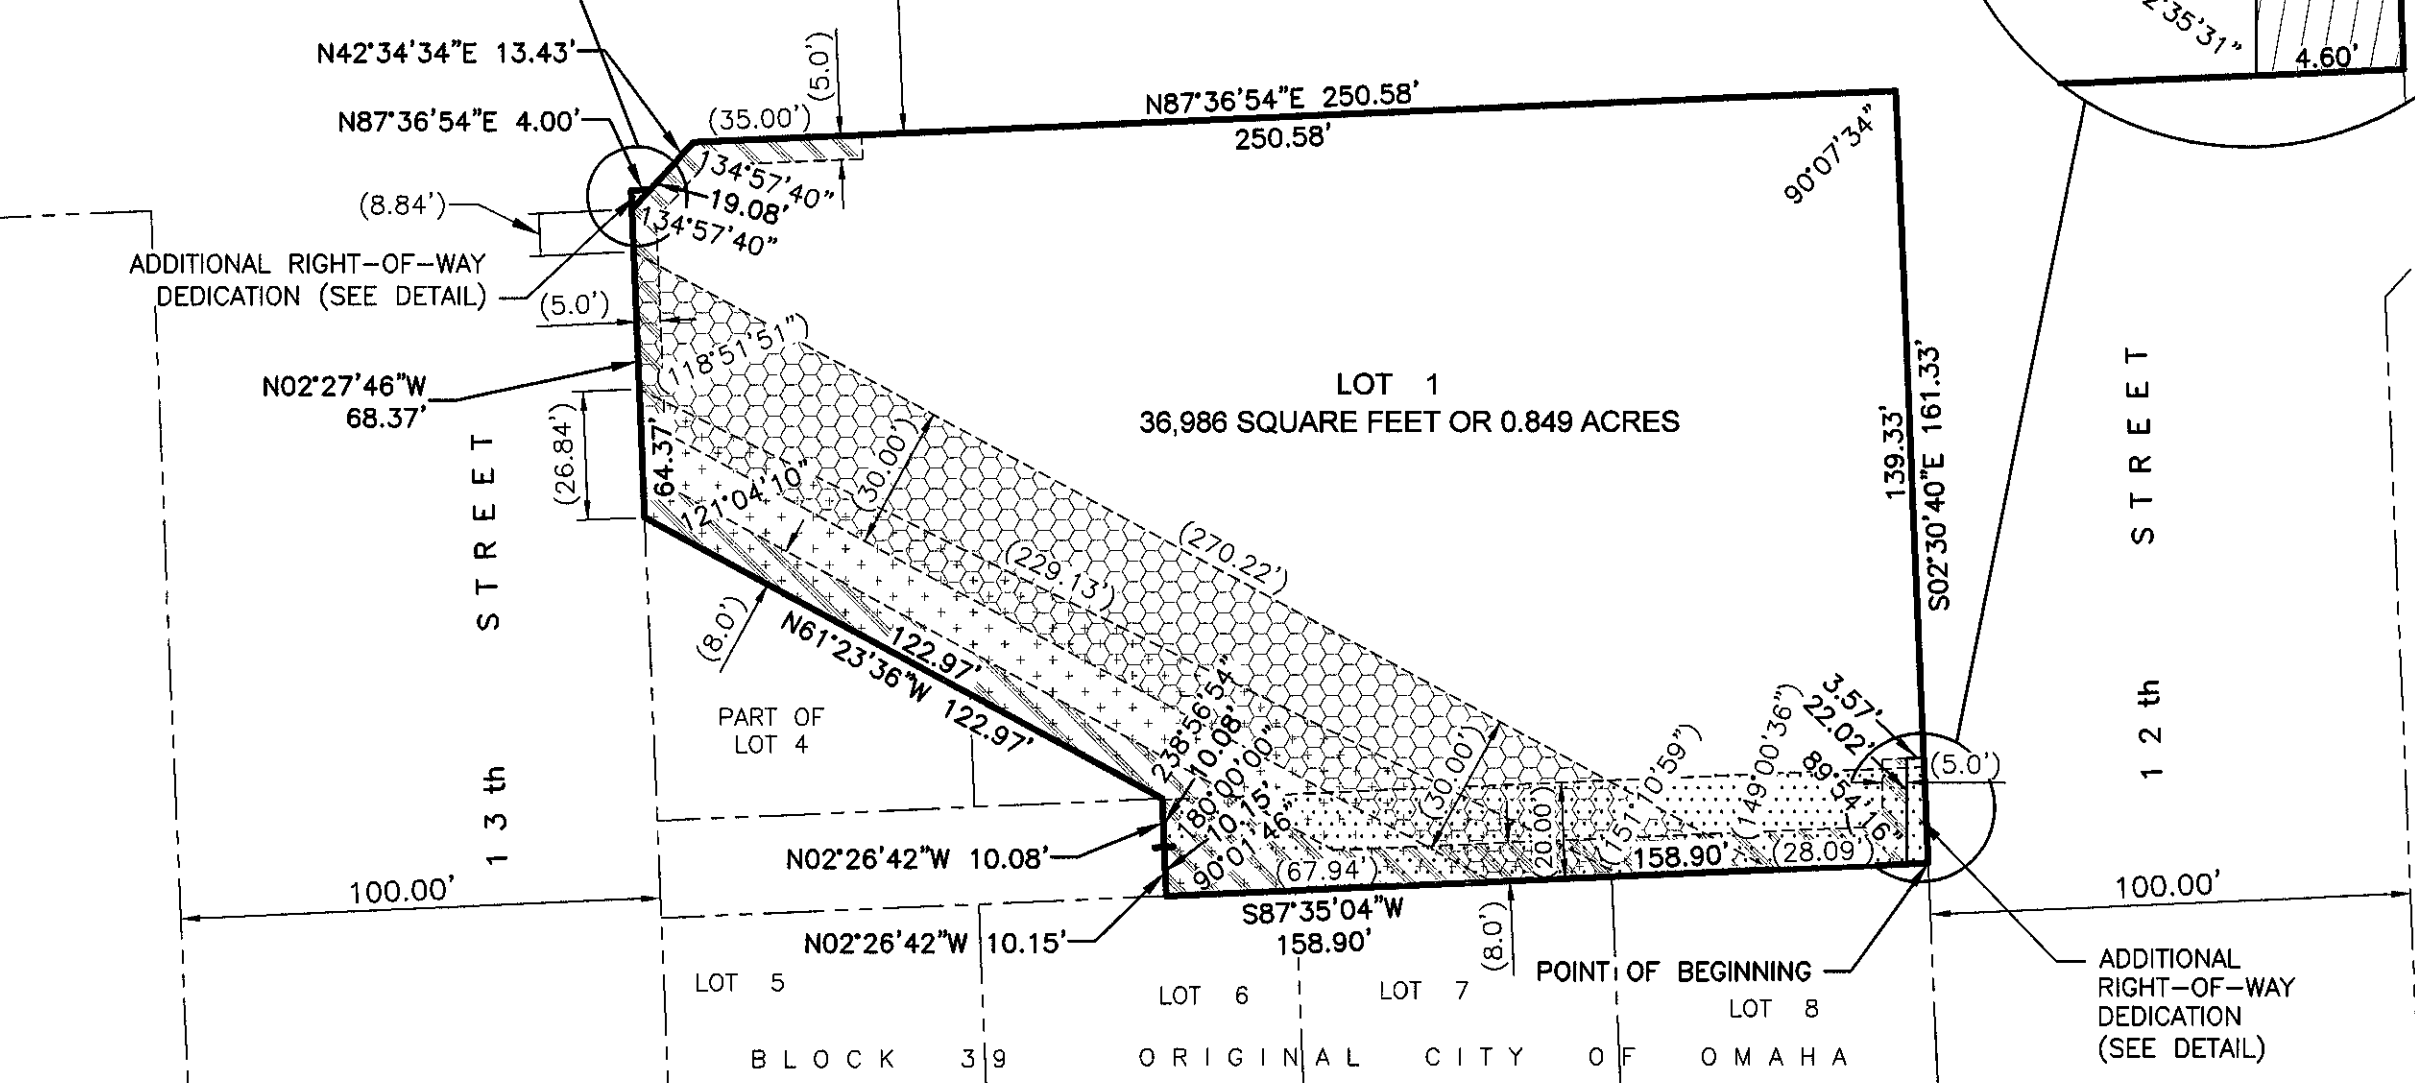 N42°34'34"E 13.43'
N87°36'54"E 4.00'
(8.84')
ADDITIONAL RIGHT-OF-WAY
DEDICATION (SEE DETAIL)
(5.0')
N02°27'46"W
68.37'
(26.84')
(35.00')
(5.0')
134°57'40"
19.08'
134°57'40"
N87°36'54"E 250.58'
250.58'
90°07'34"
2°35'31"
4.60'
(118°51'51")
64.37'
121°04'10"
(30.00')
LOT 1
36,986 SQUARE FEET OR 0.849 ACRES
139.33'
S02°30'40"E 161.33'
13th STREET
12th STREET
(229.13')
(270.22')
(8.0')
N61°23'36"W 122.97'
122.97'
PART OF
LOT 4
238°56'54"
10.08'
180°00'00"
10.15'
90°01'46"
(30.00')
(20.00')
(151°10'59")
(149°00'36")
3.57'
22.02'
89°54'16"
(5.0')
N02°26'42"W 10.08'
(67.94')
158.90'
(28.09')
100.00'
100.00'
S87°35'04"W
158.90'
N02°26'42"W 10.15'
(8.0')
POINT OF BEGINNING
ADDITIONAL
RIGHT-OF-WAY
DEDICATION
(SEE DETAIL)
LOT 5
LOT 6
LOT 7
LOT 8
BLOCK 39 ORIGINAL CITY OF OMAHA